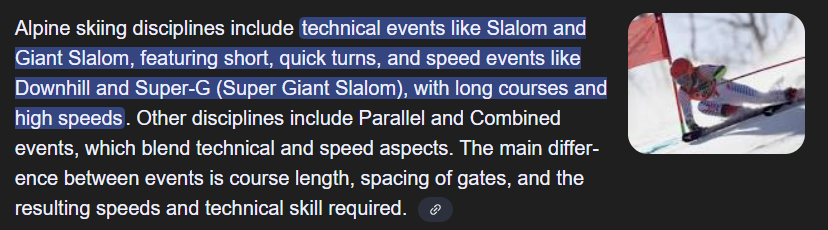 Alpine skiing disciplines include technical events like Slalom and
Giant Slalom, featuring short, quick turns, and speed events like
Downhill and Super-G (Super Giant Slalom), with long courses and
high speeds. Other disciplines include Parallel and Combined
events, which blend technical and speed aspects. The main differ-
ence between events is course length, spacing of gates, and the
resulting speeds and technical skill required.